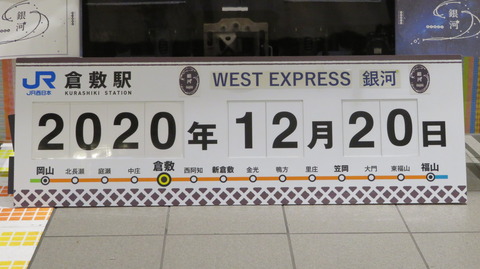 銀河
銀河
JR
JR西日本
倉敷駅
KURASHIKI STATION
WEST EXPRESS 銀河
2020年 12月 20日
岡山 北長瀬 庭瀬 中庄 倉敷 西阿知 新倉敷 金光 鴨方 里庄 笠岡 大門 東福山 福山